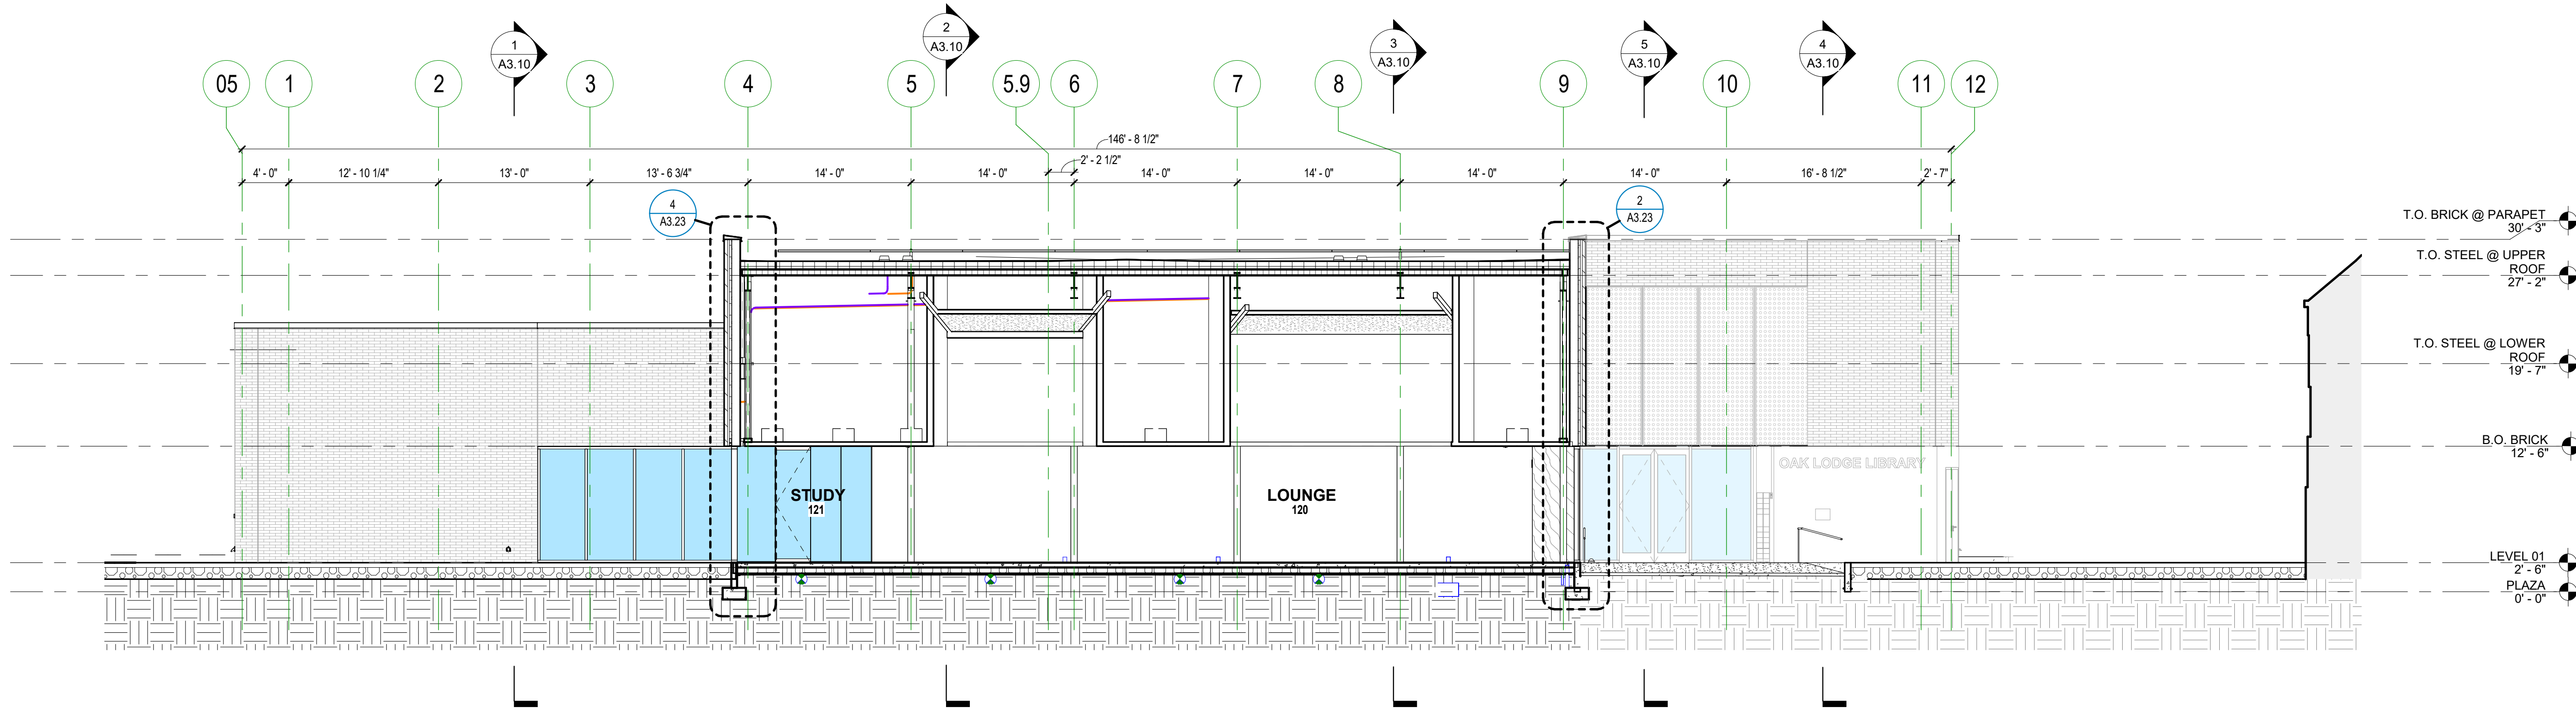 1
A3.10
2
A3.10
3
A3.10
5
A3.10
4
A3.10
05
1
2
3
4
5
5.9
6
7
8
9
10
11
12
146' - 8 1/2"
2' - 2 1/2"
4' - 0"
12' - 10 1/4"
13' - 0"
13' - 6 3/4"
14' - 0"
14' - 0"
14' - 0"
14' - 0"
14' - 0"
14' - 0"
16' - 8 1/2"
2' - 7"
4
A3.23
2
A3.23
T.O. BRICK @ PARAPET
30' - 3"
T.O. STEEL @ UPPER
ROOF
27' - 2"
T.O. STEEL @ LOWER
ROOF
19' - 7"
B.O. BRICK
12' - 6"
OAK LODGE LIBRARY
STUDY
121
LOUNGE
120
LEVEL 01
2' - 6"
PLAZA
0' - 0"